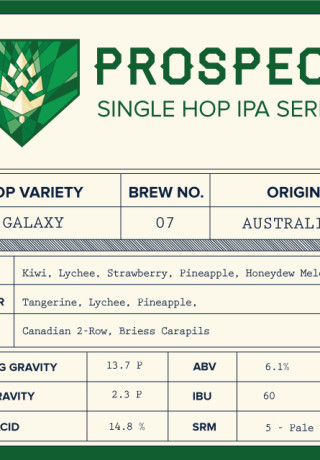 PROSPEC
SINGLE HOP IPA SERI
OP VARIETY BREW NO. ORIGIN
GALAXY 07 AUSTRALI
Kiwi, Lychee, Strawberry, Pineapple, Honeydew Mel
R Tangerine, Lychee, Pineapple,
Canadian 2-Row, Briess Carapils
G GRAVITY 13.7 P ABV 6.1%
RAVITY 2.3 P IBU 60
CID 14.8 % SRM 5 - Pale